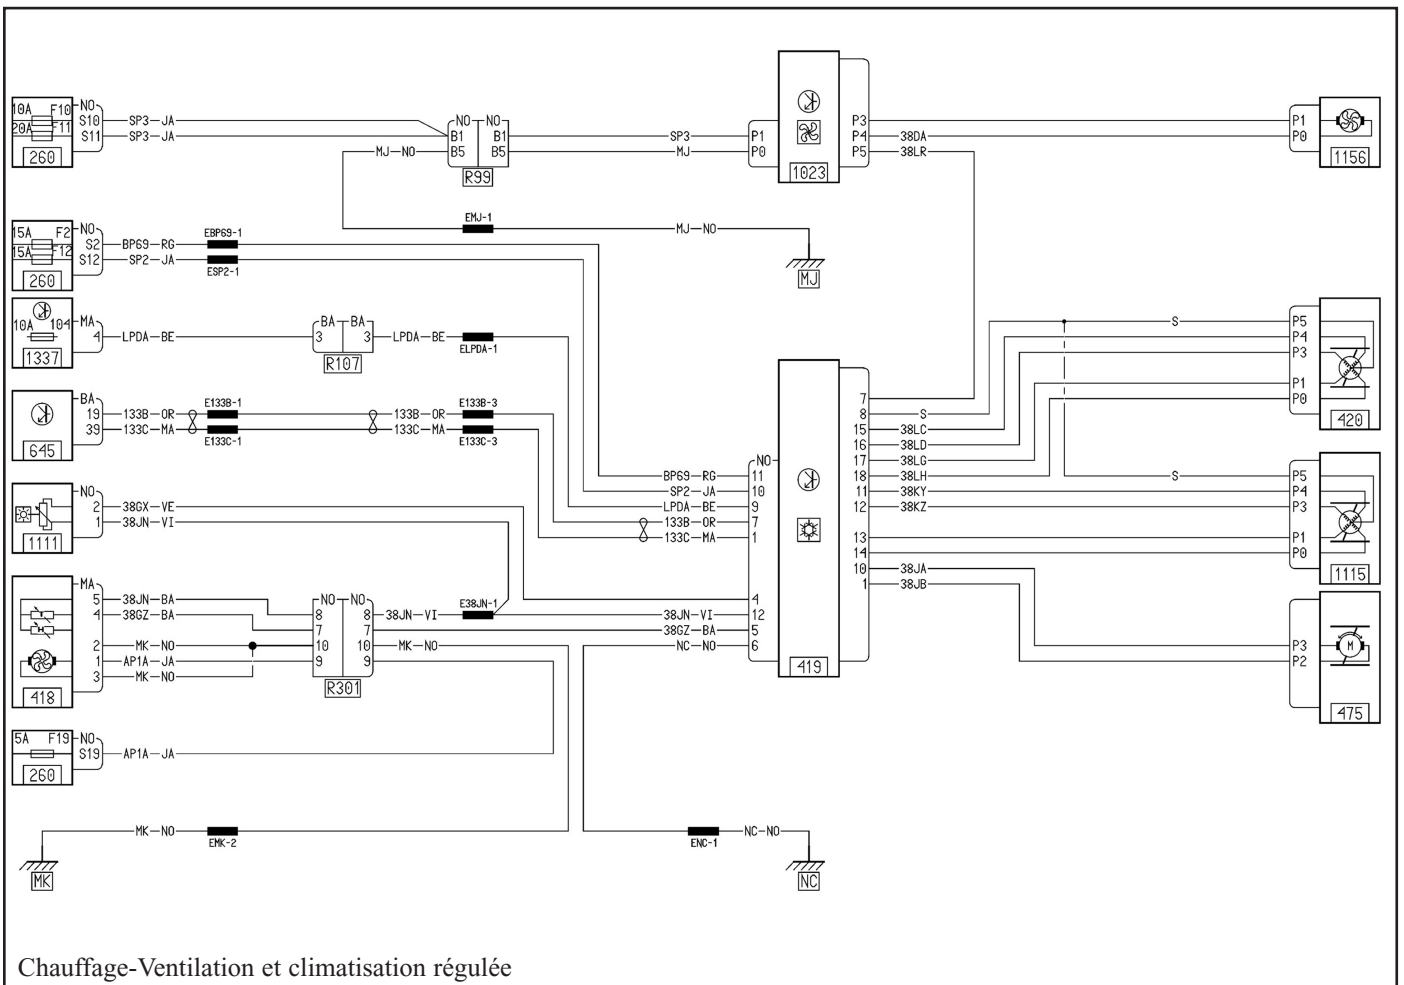 10A F10 NO
S10 SP3 JA
20A F11
S11 SP3 JA
260
MJ NO
NO NO
B1 B1
B5 B5
R99
SP3
MJ
P1
P0
1023
P3
P4 38DA
P5 38LR
P1
P0
1156
EMJ-1
MJ NO
MJ
15A F2 NO
S2 BP69 RG EBP69-1
15A F12
S12 SP2 JA ESP2-1
260
10A 104 MA
4 LPDA BE
1337
BA BA
3 3
R107
LPDA BE
ELPDA-1
BA
19 133B OR E133B-1 133B OR E133B-3
39 133C MA E133C-1 133C MA E133C-3
645
NO
2 38GX VE
1 38JN VI
1111
MA
5 38JN BA
4 38GZ BA
2 MK NO
1 AP1A JA
3 MK NO
418
NO NO
8 8
7 7
10 10
9 9
R301
38JN VI
E38JN-1
MK NO
5A F19 NO
S19 AP1A JA
260
MK NO
EMK-2
MK
NO
BP69 RG 11
SP2 JA 10
LPDA BE 9
133B OR 7
133C MA 1
4
38JN VI 12
38GZ BA 5
NC NO 6
419
7
8 S
15 38LC
16 38LD
17 38LG
18 38LH
11 38KY
12 38KZ
13
14
10 38JA
1 38JB
S
P5
P4
P3
P1
P0
420
S
P5
P4
P3
P1
P0
1115
P3
P2
M
475
ENC-1
NC NO
NC
Chauffage-Ventilation et climatisation régulée